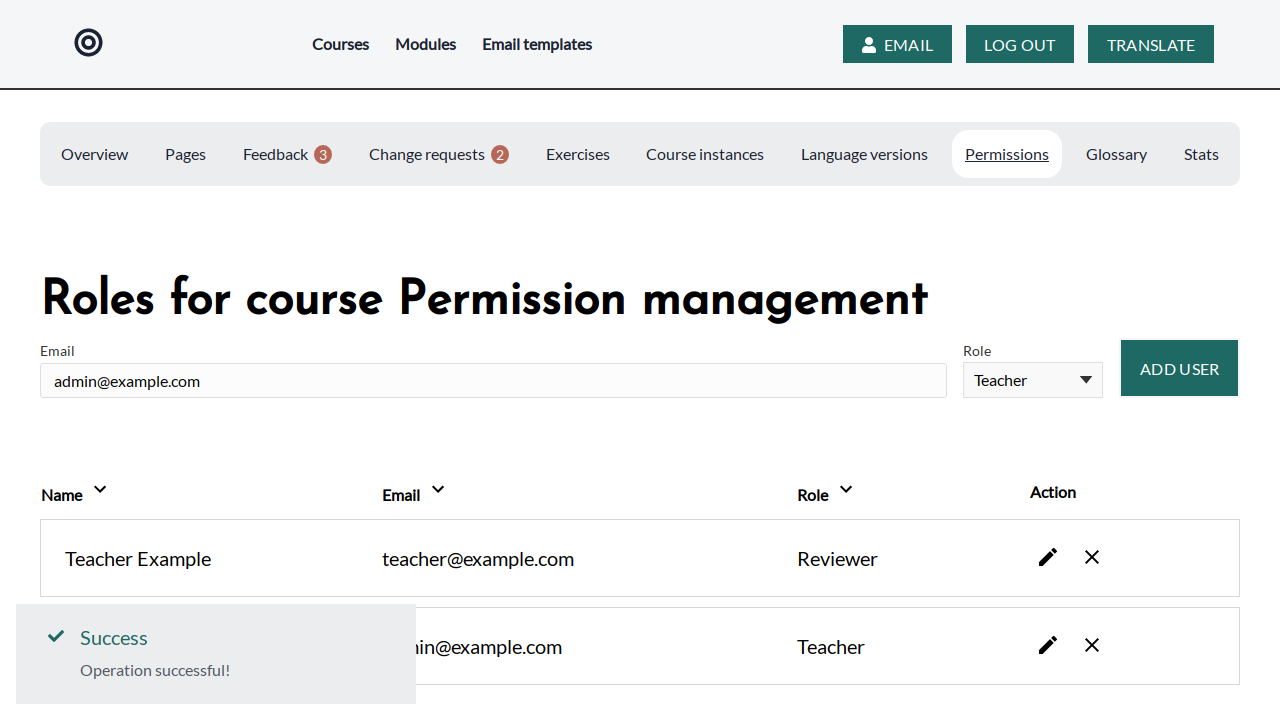 Courses Modules Email templates EMAIL LOG OUT TRANSLATE
Overview Pages Feedback 3 Change requests 2 Exercises Course instances Language versions Permissions Glossary Stats
Roles for course Permission management
Email Role
admin@example.com Teacher ADD USER
Name Email Role Action
Teacher Example teacher@example.com Reviewer
min@example.com Teacher
Success
Operation successful!